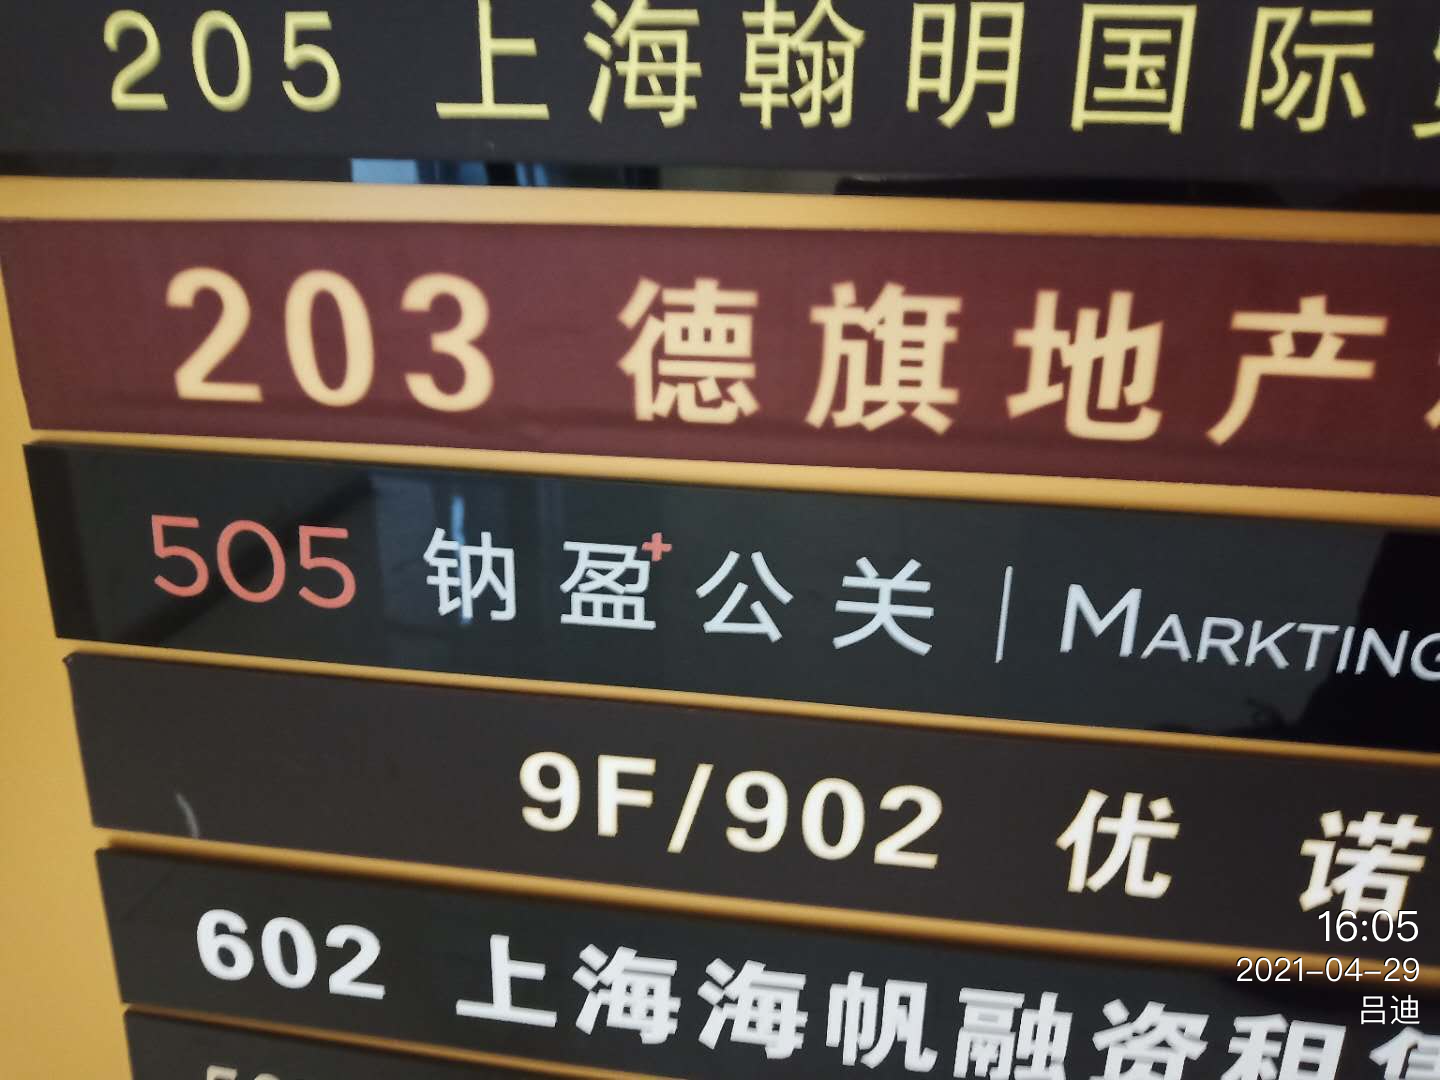 205 上海翰明国际
203 德旗地产
505 钠盈+公关 | MARKTING
9F/902 优诺
602 上海海帆融资租
16:05
2021-04-29
吕迪